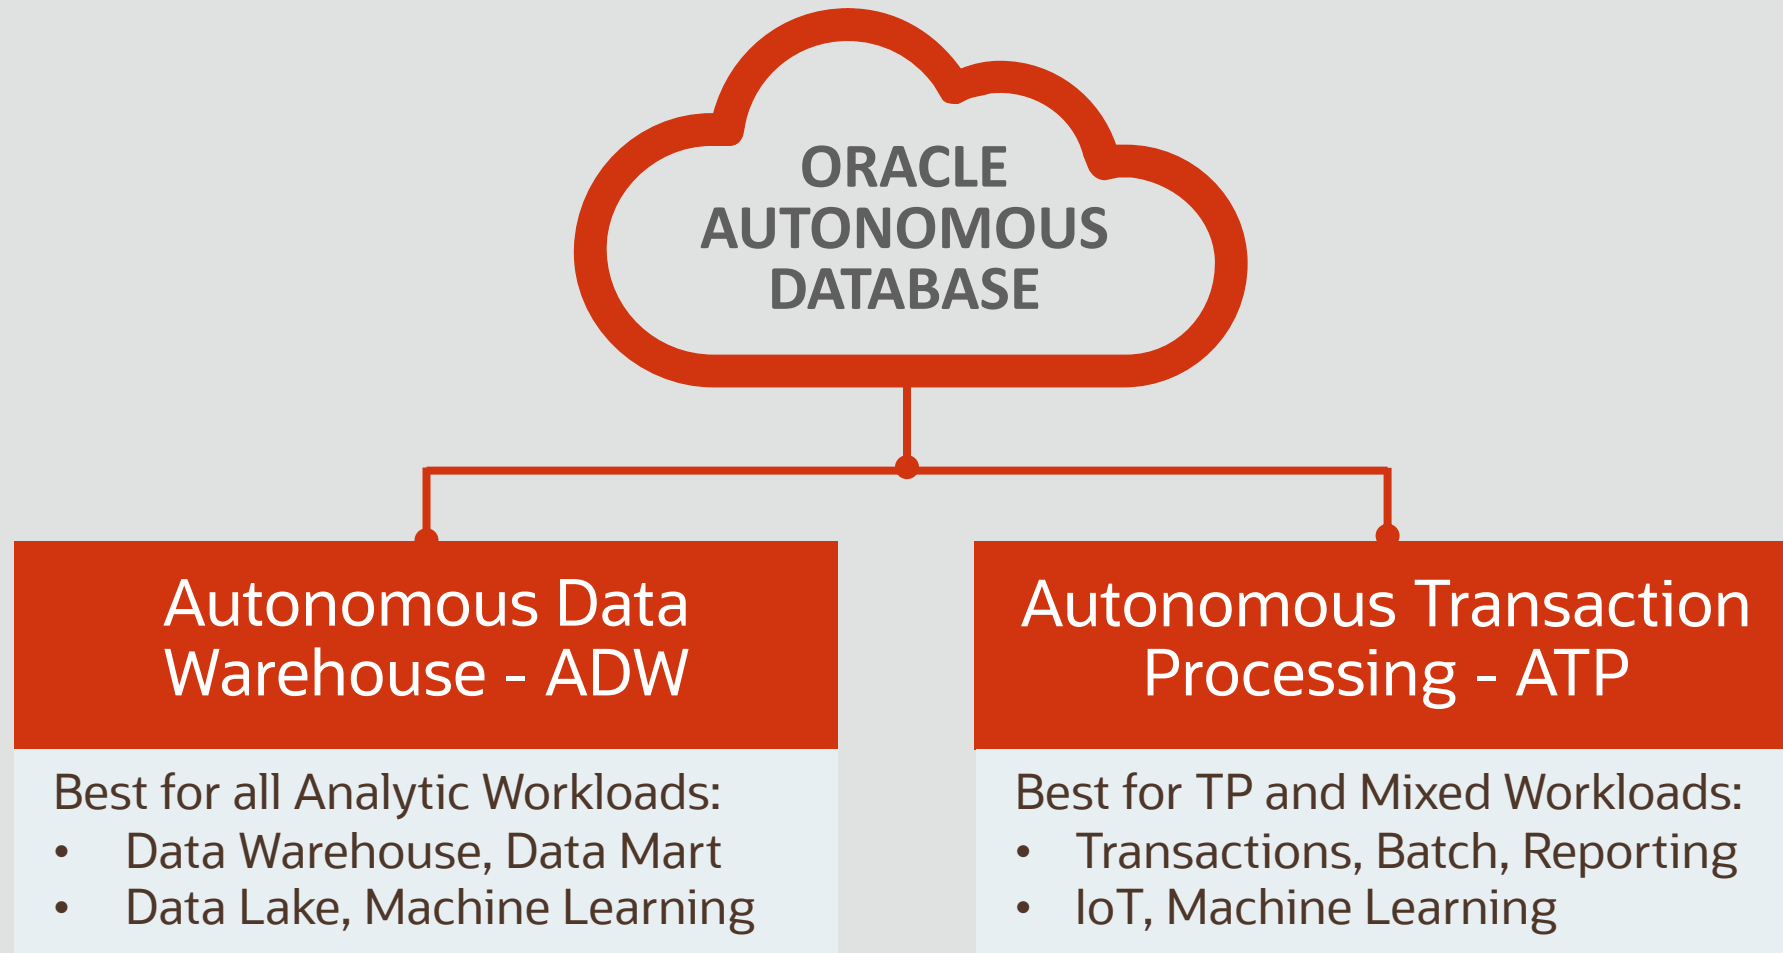 ORACLE
AUTONOMOUS
DATABASE
Autonomous Data
Warehouse - ADW
Best for all Analytic Workloads:
• Data Warehouse, Data Mart
• Data Lake, Machine Learning
Autonomous Transaction
Processing - ATP
Best for TP and Mixed Workloads:
• Transactions, Batch, Reporting
• IoT, Machine Learning